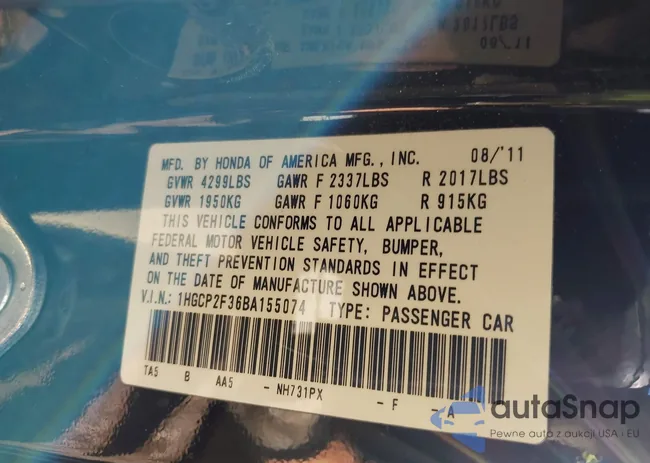 MFD. BY HONDA OF AMERICA MFG., INC. 08/'11
GVWR 4299LBS GAWR F 2337LBS R 2017LBS
GVWR 1950KG GAWR F 1060KG R 915KG
THIS VEHICLE CONFORMS TO ALL APPLICABLE
FEDERAL MOTOR VEHICLE SAFETY, BUMPER,
AND THEFT PREVENTION STANDARDS IN EFFECT
ON THE DATE OF MANUFACTURE SHOWN ABOVE.
V.I.N.: 1HGCP2F36BA155074 TYPE: PASSENGER CAR
TA5 B AA5 - NH731PX - F - A
autaSnap
Pewne auta z aukcji USA i EU